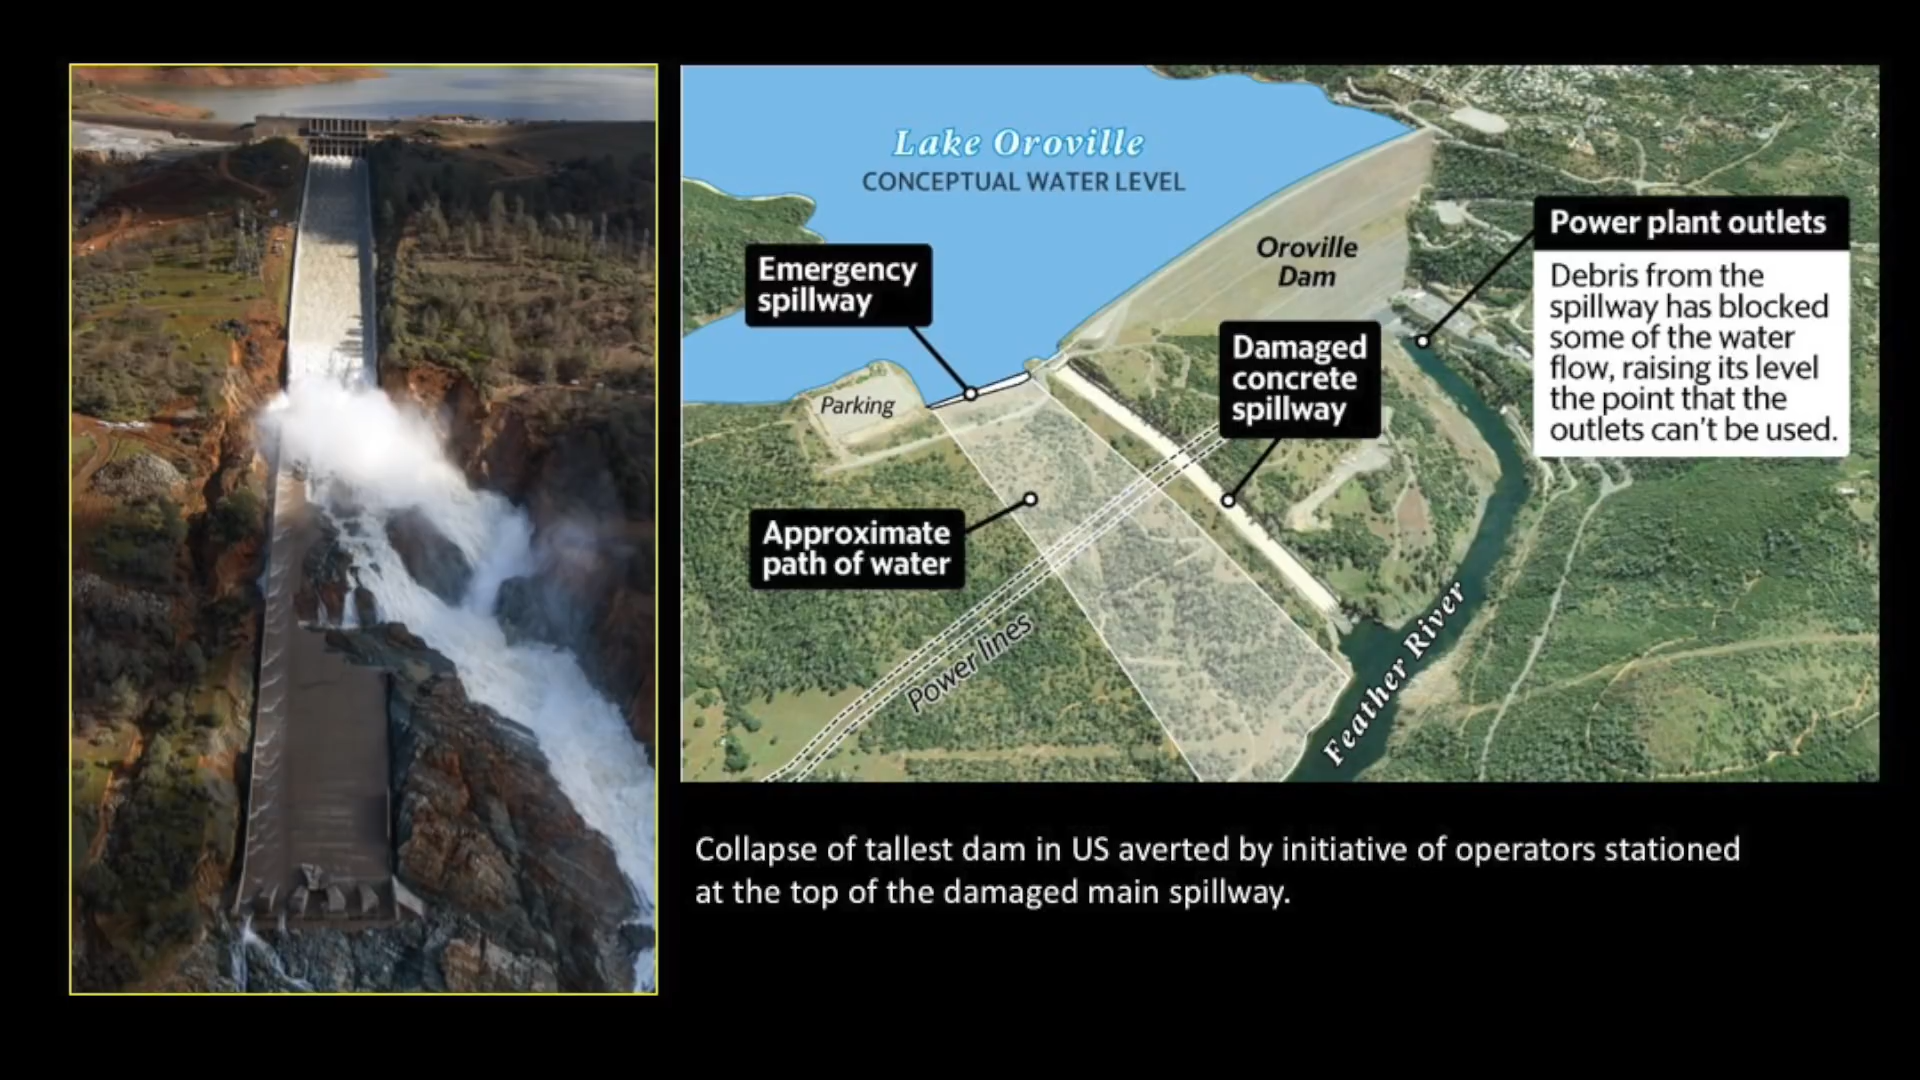 Lake Oroville
CONCEPTUAL WATER LEVEL
Emergency
spillway
Oroville
Dam
Power plant outlets
Debris from the
spillway has blocked
some of the water
flow, raising its level
the point that the
outlets can't be used.
Damaged
concrete
spillway
Parking
Approximate
path of water
Power lines
Feather River
Collapse of tallest dam in US averted by initiative of operators stationed
at the top of the damaged main spillway.